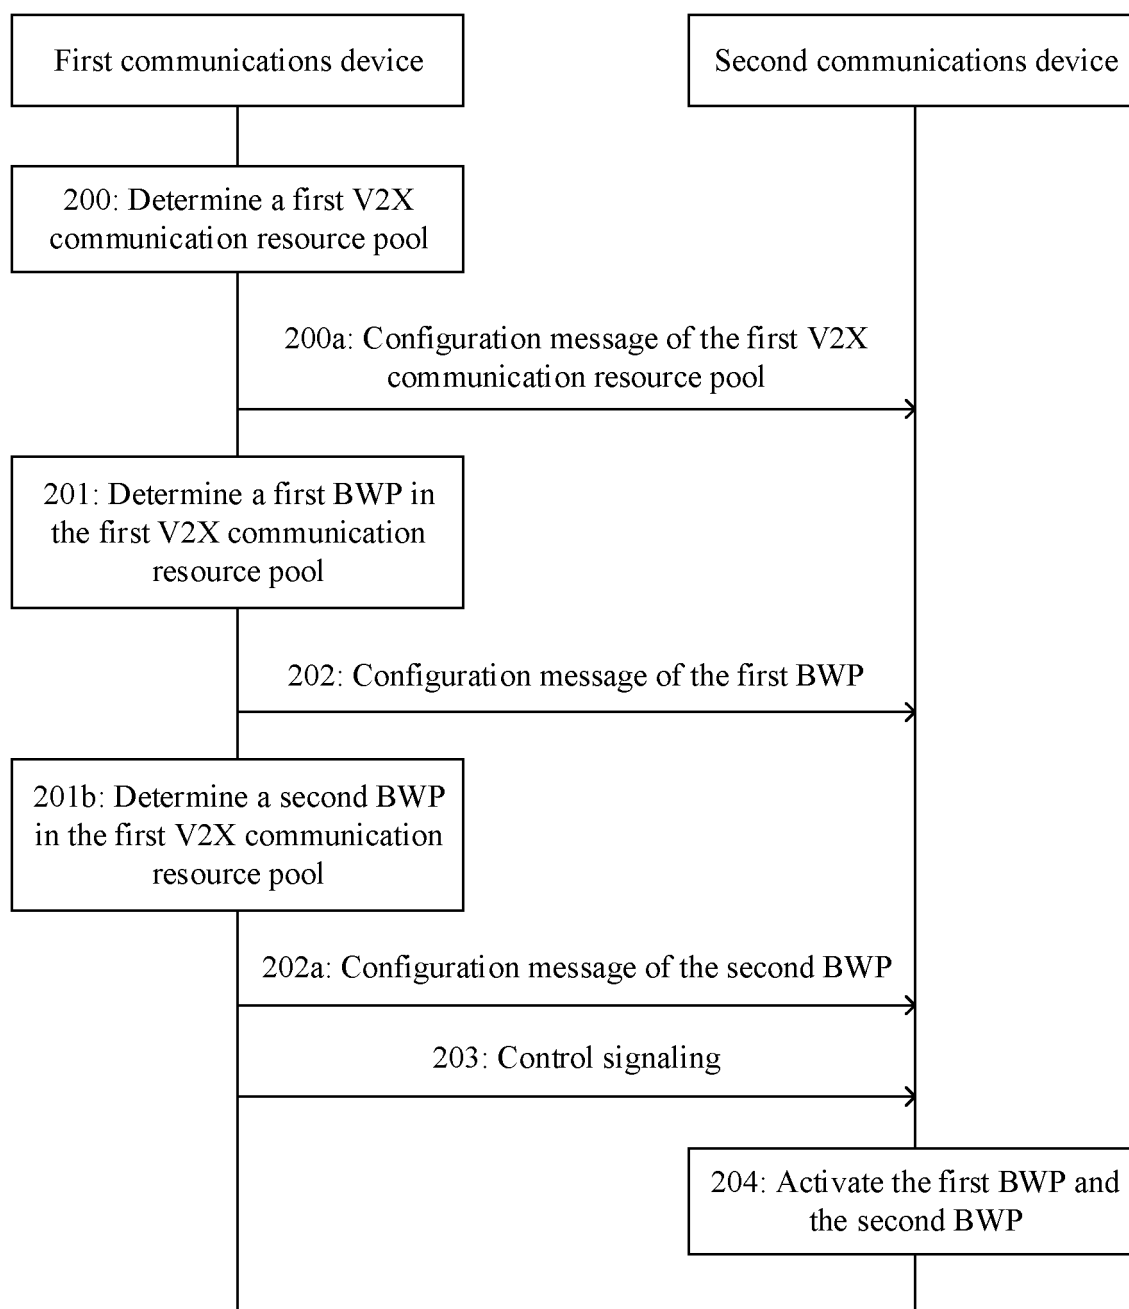 First communications device
Second communications device
200: Determine a first V2X
communication resource pool
200a: Configuration message of the first V2X
communication resource pool
201: Determine a first BWP in
the first V2X communication
resource pool
202: Configuration message of the first BWP
201b: Determine a second BWP
in the first V2X communication
resource pool
202a: Configuration message of the second BWP
203: Control signaling
204: Activate the first BWP and
the second BWP